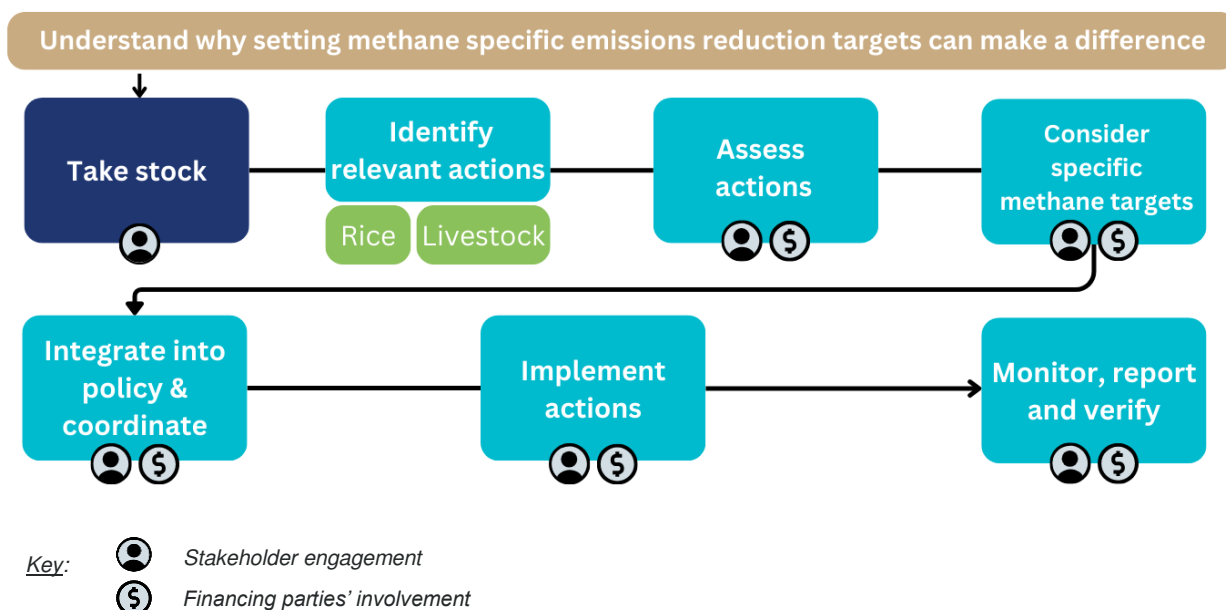 Understand why setting methane specific emissions reduction targets can make a difference
Take stock
Identify
relevant actions
Rice
Livestock
Assess
actions
Consider
specific
methane targets
Integrate into
policy &
coordinate
Implement
actions
Monitor, report
and verify
Key:
Stakeholder engagement
Financing parties' involvement